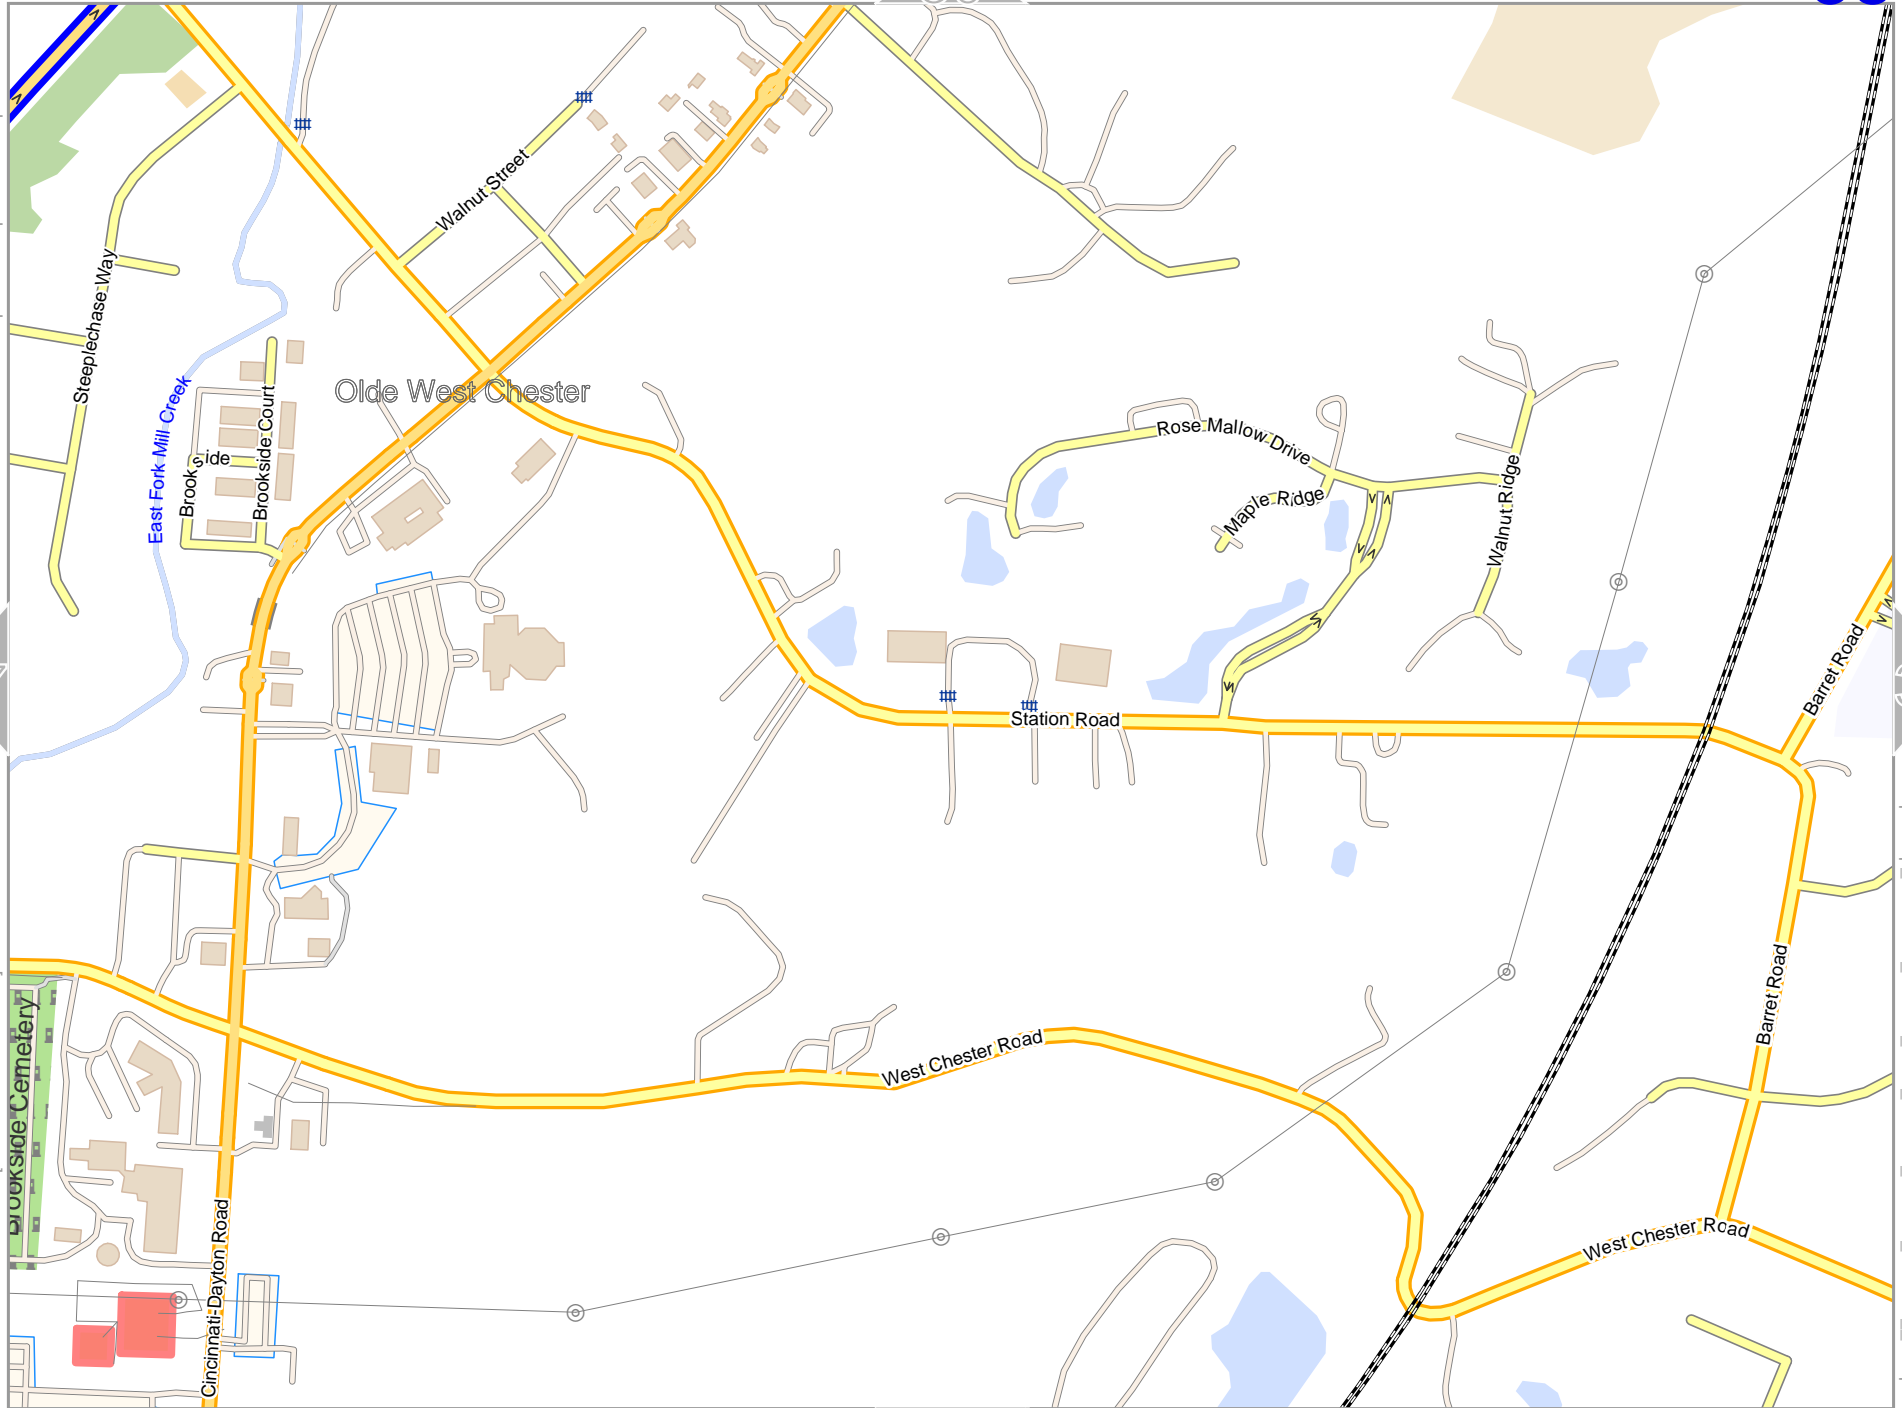 Walnut Street
Steeplechase Way
Olde West Chester
East Fork Mill Creek
Brookside Court
Brookside
Rose Mallow Drive
Maple Ridge
Walnut Ridge
Barret Road
Station Road
Barret Road
Brookside Cemetery
West Chester Road
West Chester Road
Cincinnati-Dayton Road